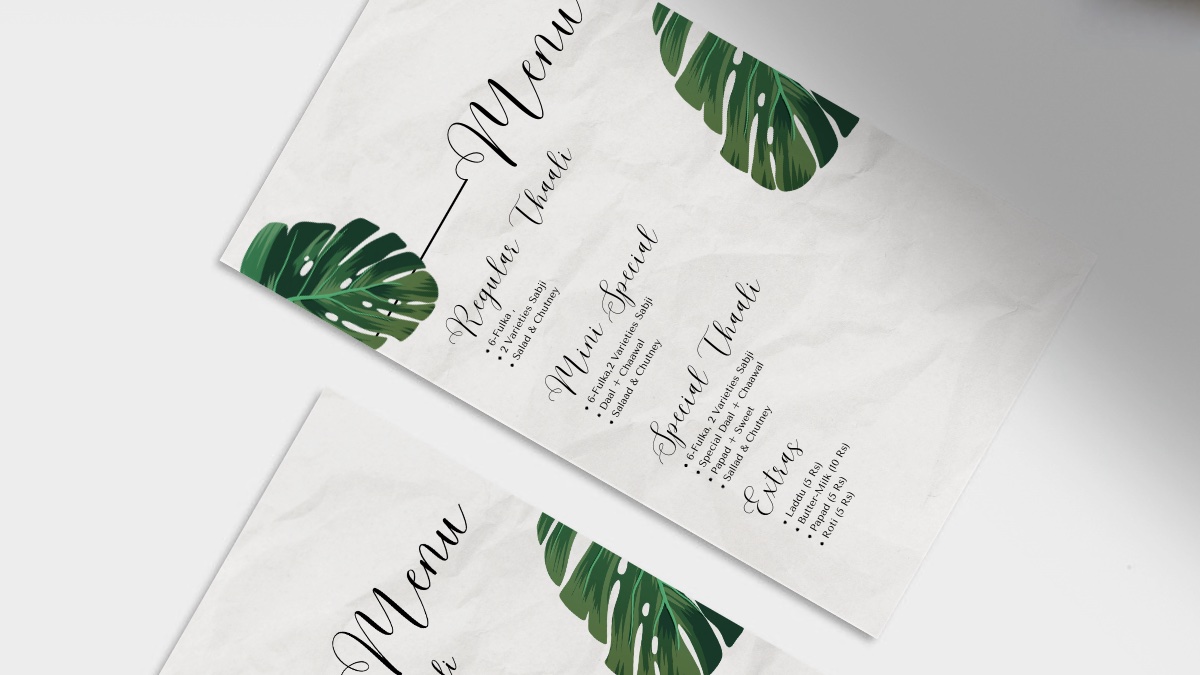 Menu
Regular Thaali
• 6-Fulka ,
• 2 Varieties Sabji
• Salad & Chutney
Mini Special
• 6-Fulka,2 Varieties Sabji
• Daal + Chaawal
• Salaad & Chutney
Special Thaali
• 6-Fulka, 2 Varieties Sabji
• Special Daal + Chaawal
• Papad + Sweet
• Sallad & Chutney
Extras
• Laddu (5 Rs)
• Butter-Milk (10 Rs)
• Papad (5 Rs)
• Roti (5 Rs)
Menu